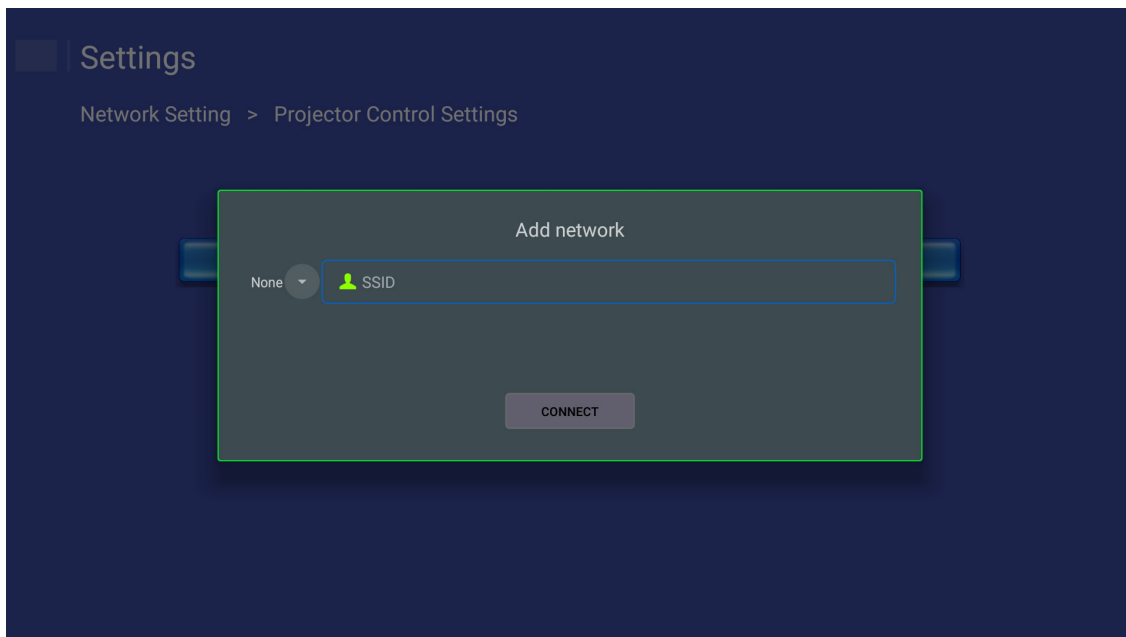 Settings
Network Setting > Projector Control Settings
Add network
None SSID
CONNECT